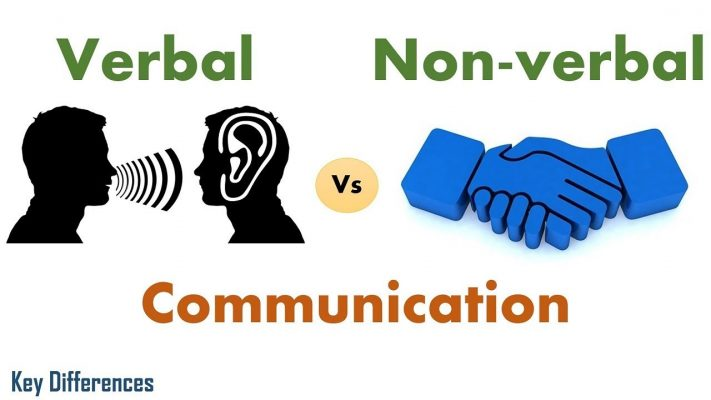 Verbal
Non-verbal
Vs
Communication
Key Differences